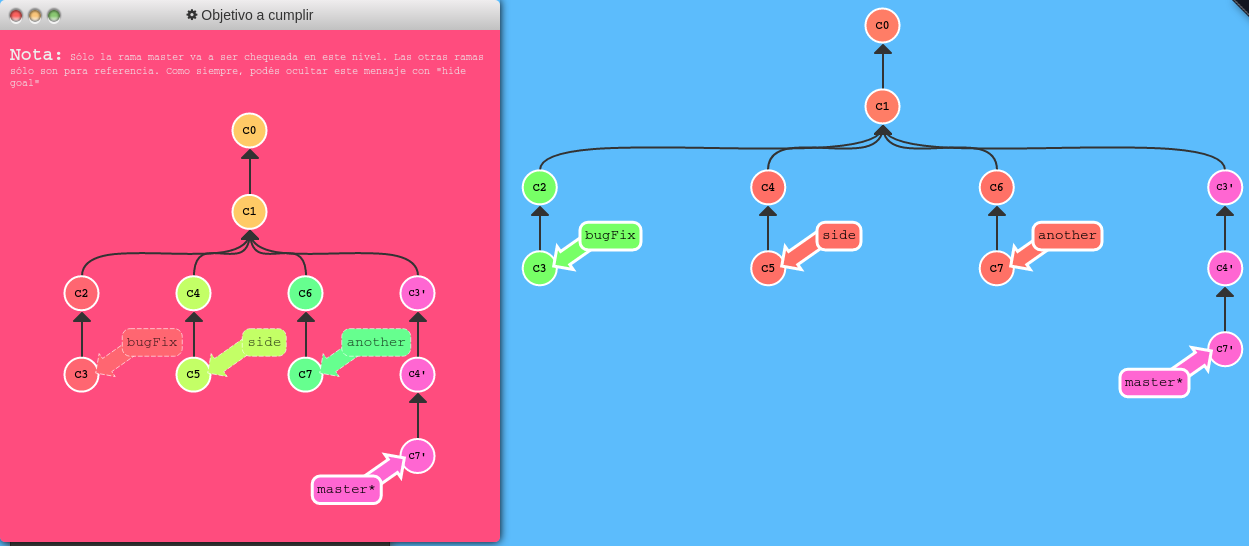 Objetivo a cumplir
Nota: Sólo la rama master va a ser chequeada en este nivel. Las otras ramas
sólo son para referencia. Como siempre, podés ocultar este mensaje con "hide
goal"
C0
C1
C2 C4 C6 C3'
bugFix side another
C3 C5 C7 C4'
C7'
master*
C0
C1
C2 C4 C6 C3'
bugFix side another
C3 C5 C7 C4'
C7'
master*